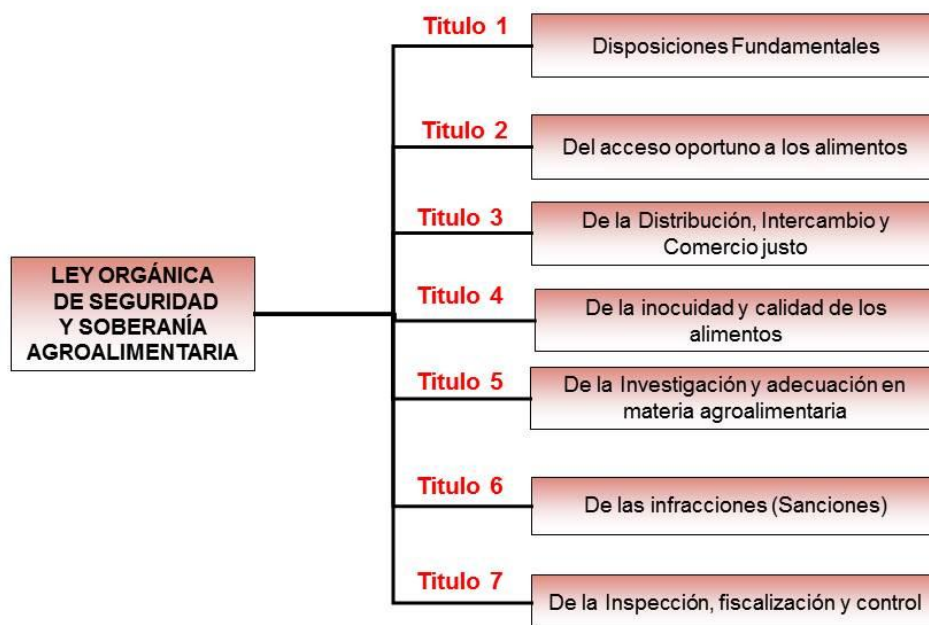 Titulo 1
Disposiciones Fundamentales
Titulo 2
Del acceso oportuno a los alimentos
Titulo 3
De la Distribución, Intercambio y
Comercio justo
LEY ORGÁNICA
DE SEGURIDAD
Y SOBERANÍA
AGROALIMENTARIA
Titulo 4
De la inocuidad y calidad de los
alimentos
Titulo 5
De la Investigación y adecuación en
materia agroalimentaria
Titulo 6
De las infracciones (Sanciones)
Titulo 7
De la Inspección, fiscalización y control